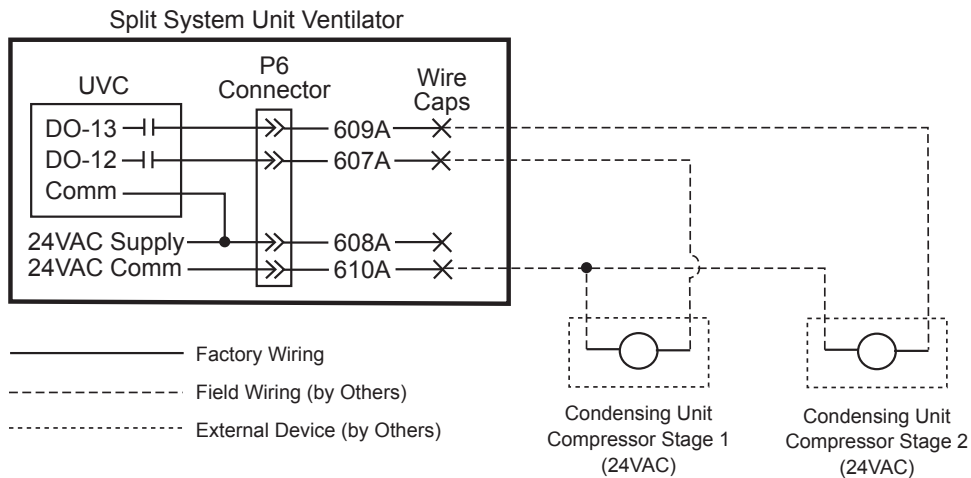 Split System Unit Ventilator
UVC
P6
Connector
Wire
Caps
DO-13
609A
DO-12
607A
Comm
24VAC Supply
608A
24VAC Comm
610A
Factory Wiring
Field Wiring (by Others)
External Device (by Others)
Condensing Unit
Compressor Stage 1
(24VAC)
Condensing Unit
Compressor Stage 2
(24VAC)